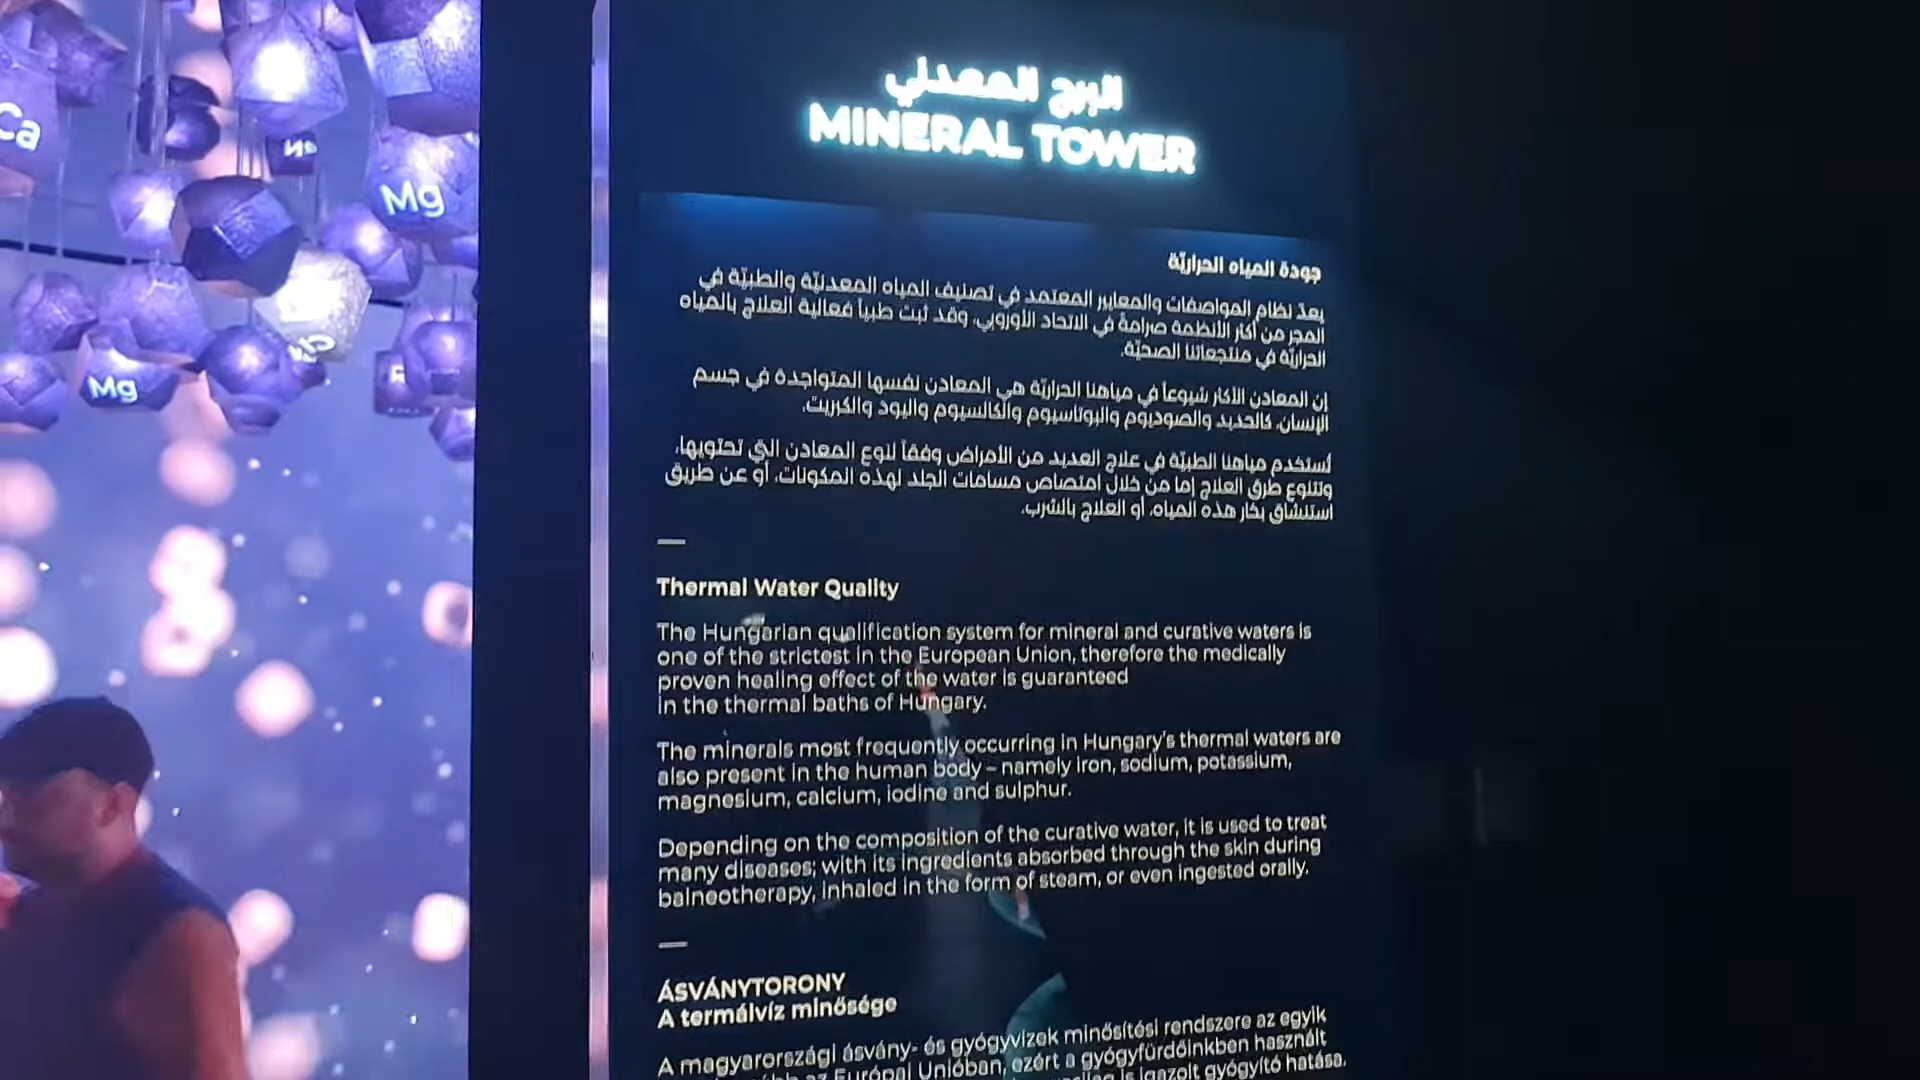 البرج المعدني
MINERAL TOWER
جودة المياه الحراريّة
يعدّ نظام المواصفات والمعايير المعتمد في تصنيف المياه المعدنيّة والطبيّة في
المجر من أكثر الأنظمة صرامةً في الاتحاد الأوروبي، وقد ثبت طبياً فعالية العلاج بالمياه
الحراريّة في منتجعاتنا الصحيّة.
إن المعادن الأكثر شيوعاً في مياهنا الحراريّة هي المعادن نفسها المتواجدة في جسم
الإنسان، كالحديد والصوديوم والبوتاسيوم والكالسيوم واليود والكبريت.
تُستخدم مياهنا الطبيّة في علاج العديد من الأمراض وفقاً لنوع المعادن التي تحتويها،
وتتنوع طرق العلاج إما من خلال امتصاص مسامات الجلد لهذه المكونات، أو عن طريق
استنشاق بخار هذه المياه، أو العلاج بالشرب.
Thermal Water Quality
The Hungarian qualification system for mineral and curative waters is
one of the strictest in the European Union, therefore the medically
proven healing effect of the water is guaranteed
in the thermal baths of Hungary.
The minerals most frequently occurring in Hungary's thermal waters are
also present in the human body – namely iron, sodium, potassium,
magnesium, calcium, iodine and sulphur.
Depending on the composition of the curative water, it is used to treat
many diseases; with its ingredients absorbed through the skin during
balneotherapy, inhaled in the form of steam, or even ingested orally.
ÁSVÁNYTORONY
A termálvíz minősége
A magyarországi ásvány- és gyógyvizek minősítési rendszere az egyik
az Európai Unióban, ezért a gyógyfürdőinkben használt
is igazolt gyógyító hatása.
Ca
Mg
Mg